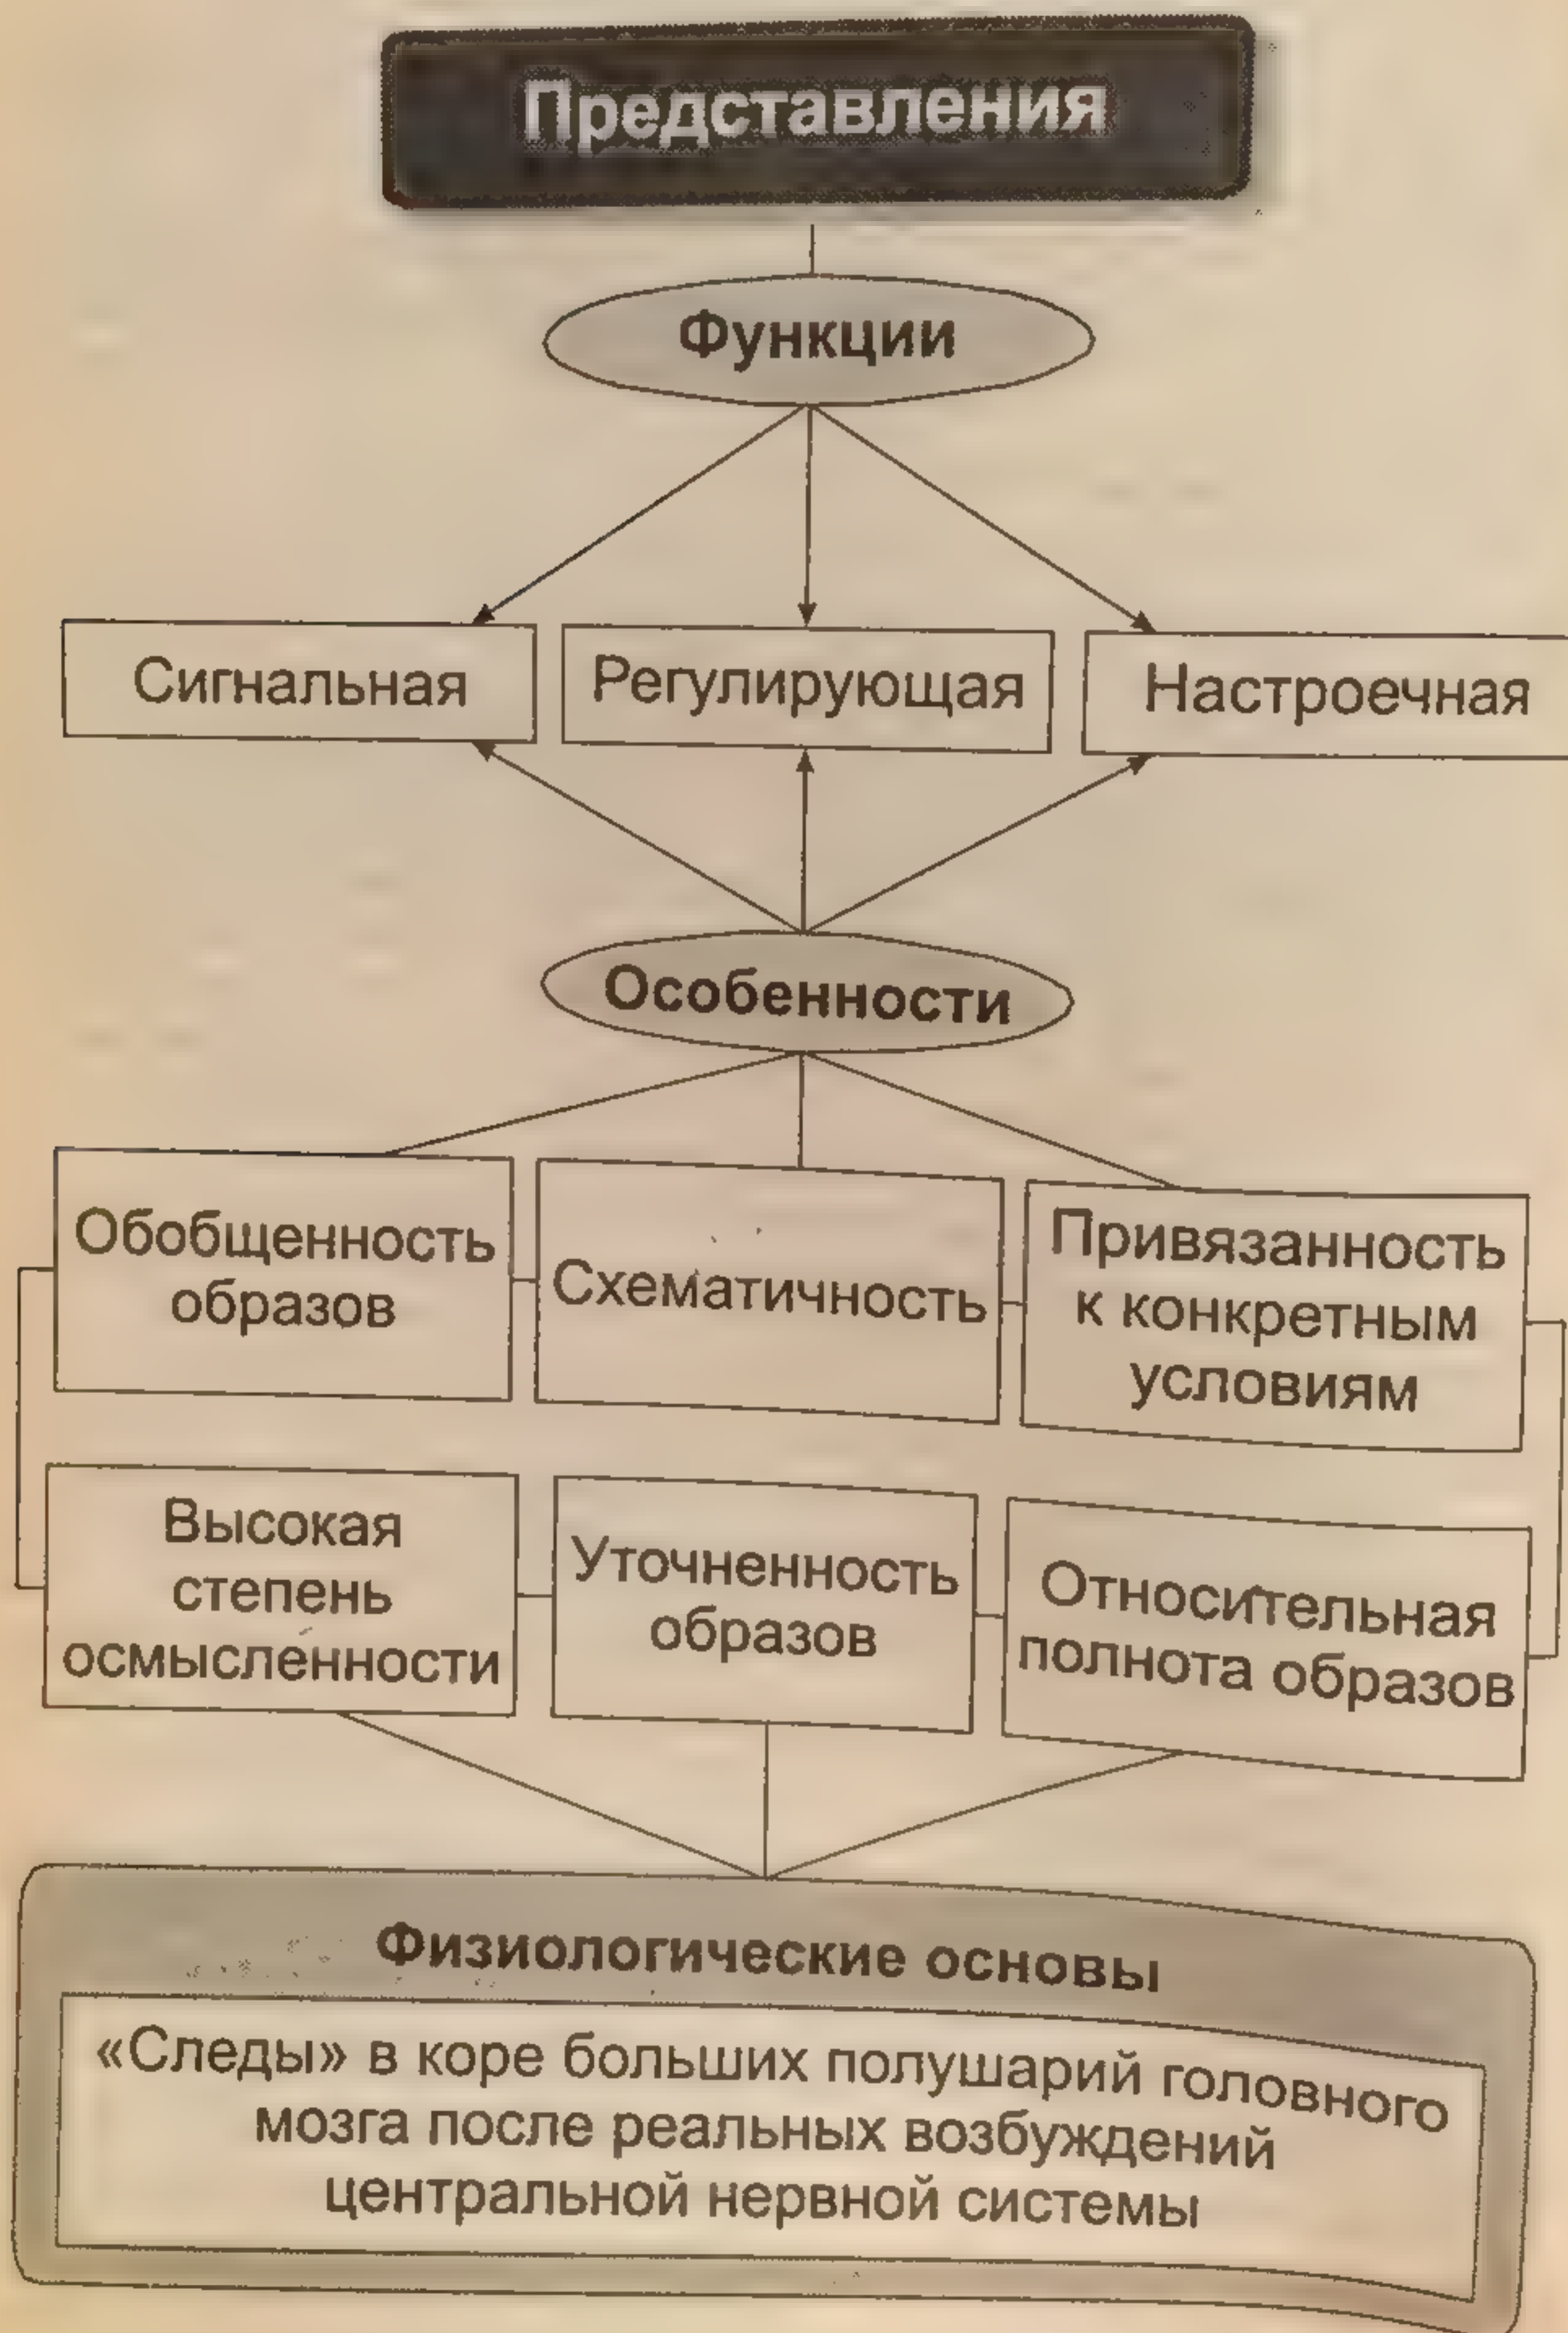 Представления
Функции
Сигнальная
Регулирующая
Настроечная
Особенности
Обобщенность
образов
Схематичность
Привязанность
к конкретным
условиям
Высокая
степень
осмысленности
Уточненность
образов
Относительная
полнота образов
Физиологические основы
«Следы» в коре больших полушарий головного
мозга после реальных возбуждений
центральной нервной системы